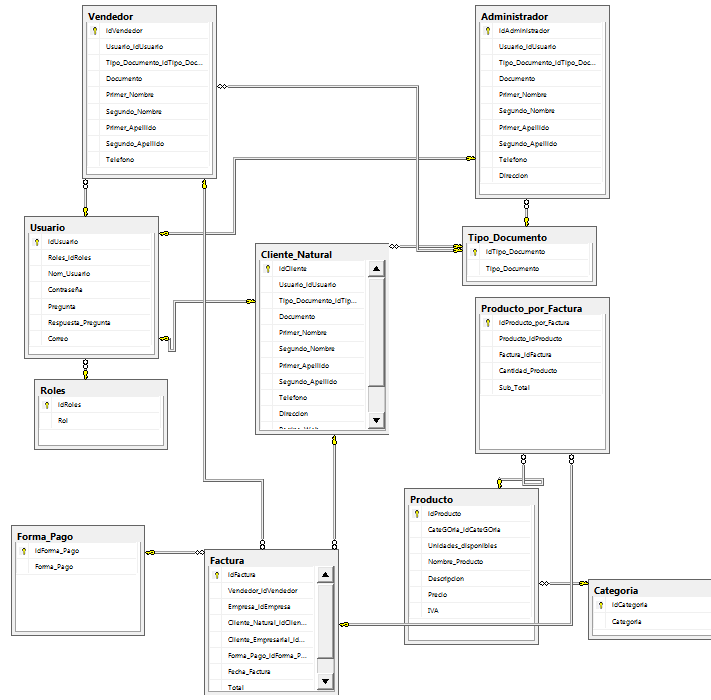 Vendedor
IdVendedor
Usuario_IdUsuario
Tipo_Documento_IdTipo_Doc...
Documento
Primer_Nombre
Segundo_Nombre
Primer_Apellido
Segundo_Apellido
Telefono
Administrador
IdAdministrador
Usuario_IdUsuario
Tipo_Documento_IdTipo_Doc...
Documento
Primer_Nombre
Segundo_Nombre
Primer_Apellido
Segundo_Apellido
Telefono
Direccion
Usuario
IdUsuario
Roles_IdRoles
Nom_Usuario
Contraseña
Pregunta
Respuesta_Pregunta
Correo
Cliente_Natural
IdCliente
Usuario_IdUsuario
Tipo_Documento_IdTip...
Documento
Primer_Nombre
Segundo_Nombre
Primer_Apellido
Segundo_Apellido
Telefono
Direccion
Tipo_Documento
IdTipo_Documento
Tipo_Documento
Producto_por_Factura
IdProducto_por_Factura
Producto_IdProducto
Factura_IdFactura
Cantidad_Producto
Sub_Total
Roles
IdRoles
Rol
Forma_Pago
IdForma_Pago
Forma_Pago
Factura
IdFactura
Vendedor_IdVendedor
Empresa_IdEmpresa
Cliente_Natural_IdClien...
Cliente_Empresarial_Id...
Forma_Pago_IdForma_P...
Fecha_Factura
Total
Producto
IdProducto
CateGOria_IdCateGOria
Unidades_disponibles
Nombre_Producto
Descripcion
Precio
IVA
Categoria
IdCategoria
Categoria